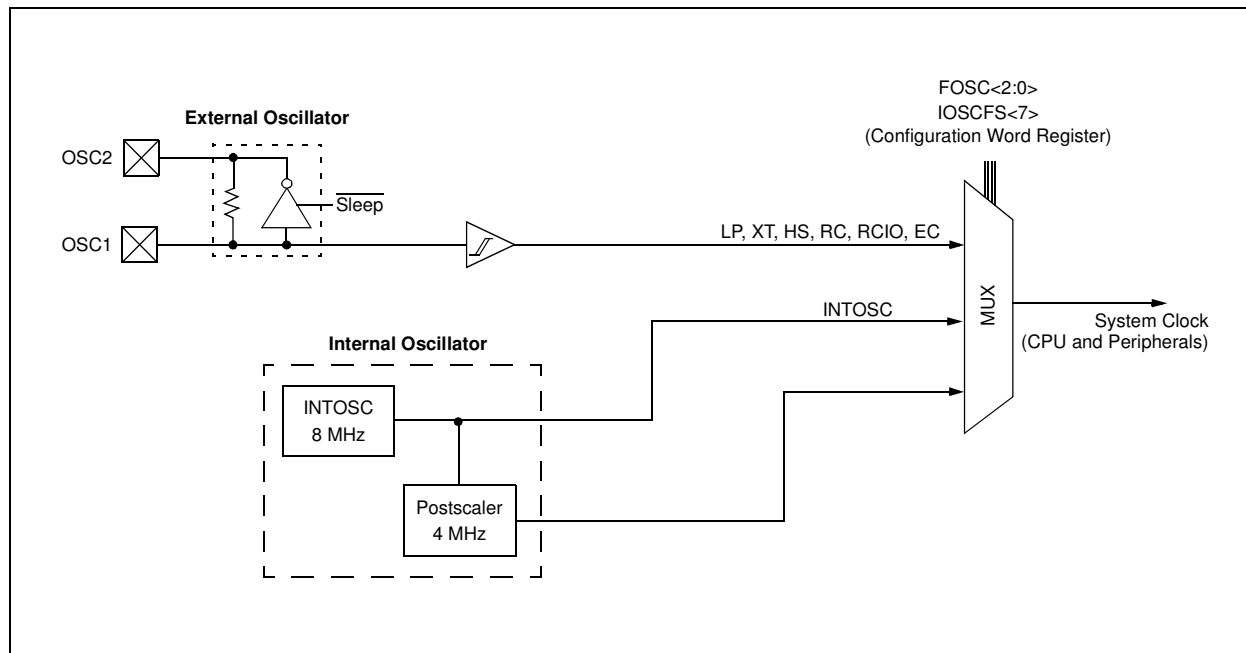 FOSC<2:0>
IOSCFS<7>
(Configuration Word Register)
External Oscillator
OSC2
Sleep
OSC1
LP, XT, HS, RC, RCIO, EC
MUX
INTOSC
System Clock
(CPU and Peripherals)
Internal Oscillator
INTOSC
8 MHz
Postscaler
4 MHz